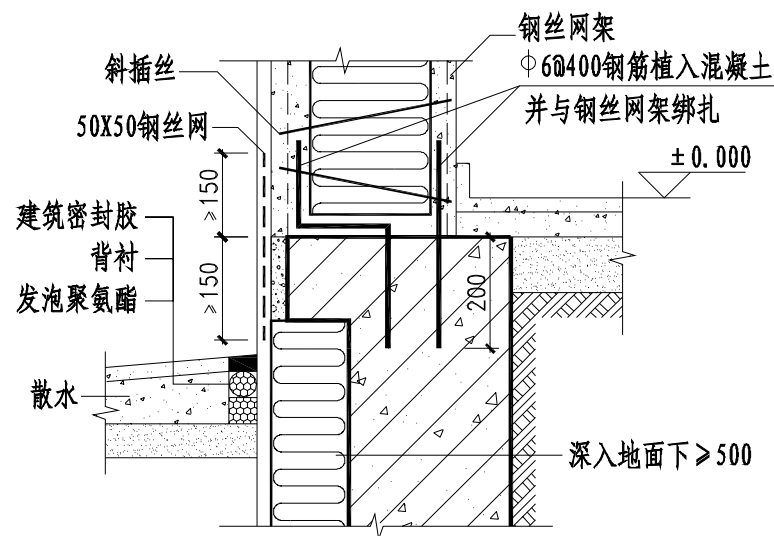 钢丝网架
斜插丝
ϕ6@400钢筋植入混凝土
并与钢丝网架绑扎
50X50钢丝网
±0.000
≥150
建筑密封胶
背衬
≥150
发泡聚氨酯
200
散水
深入地面下≥500